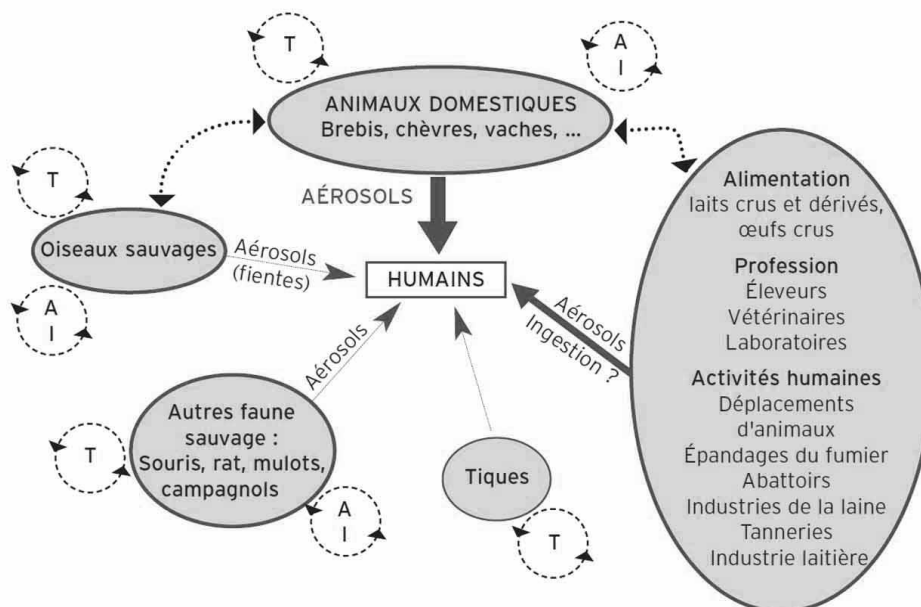 T
A
I
ANIMAUX DOMESTIQUES
Brebis, chèvres, vaches, ...
T
AÉROSOLS
Oiseaux sauvages
Aérosols
(fientes)
HUMAINS
A
I
Aérosols
Ingestion ?
Alimentation
laits crus et dérivés,
œufs crus
Profession
Éleveurs
Vétérinaires
Laboratoires
Activités humaines
Déplacements
d'animaux
Épandages du fumier
Abattoirs
Industries de la laine
Tanneries
Industrie laitière
Aérosols
Autres faune
sauvage :
Souris, rat, mulots,
campagnols
T
A
I
Tiques
T